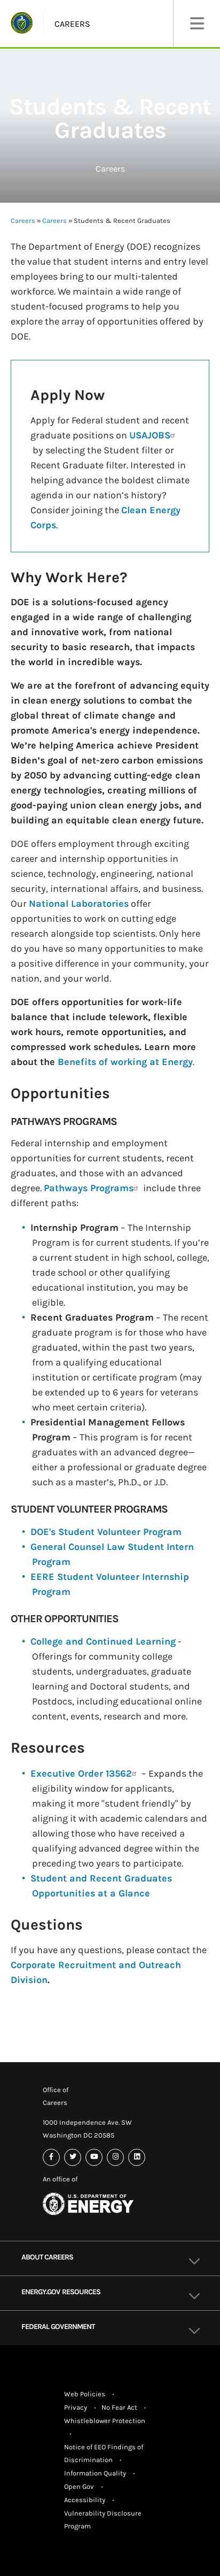 CAREERS
Students & Recent
Graduates
Careers
Careers » Careers » Students & Recent Graduates
The Department of Energy (DOE) recognizes
the value that student interns and entry level
employees bring to our multi-talented
workforce. We maintain a wide range of
student-focused programs to help you
explore the array of opportunities offered by
DOE.
Apply Now
Apply for Federal student and recent
graduate positions on USAJOBS
by selecting the Student filter or
Recent Graduate filter. Interested in
helping achieve the boldest climate
agenda in our nation's history?
Consider joining the Clean Energy
Corps.
Why Work Here?
DOE is a solutions-focused agency
engaged in a wide range of challenging
and innovative work, from national
security to basic research, that impacts
the world in incredible ways.
We are at the forefront of advancing equity
in clean energy solutions to combat the
global threat of climate change and
promote America's energy independence.
We're helping America achieve President
Biden's goal of net-zero carbon emissions
by 2050 by advancing cutting-edge clean
energy technologies, creating millions of
good-paying union clean energy jobs, and
building an equitable clean energy future.
DOE offers employment through exciting
career and internship opportunities in
science, technology, engineering, national
security, international affairs, and business.
Our National Laboratories offer
opportunities to work on cutting edge
research alongside top scientists. Only here
do you have so many opportunities to make
a positive difference in your community, your
nation, and your world.
DOE offers opportunities for work-life
balance that include telework, flexible
work hours, remote opportunities, and
compressed work schedules. Learn more
about the Benefits of working at Energy.
Opportunities
PATHWAYS PROGRAMS
Federal internship and employment
opportunities for current students, recent
graduates, and those with an advanced
degree. Pathways Programs include three
different paths:
• Internship Program – The Internship
Program is for current students. If you're
a current student in high school, college,
trade school or other qualifying
educational institution, you may be
eligible.
• Recent Graduates Program – The recent
graduate program is for those who have
graduated, within the past two years,
from a qualifying educational
institution or certificate program (may
be extended to up to 6 years for veterans
who meet certain criteria).
• Presidential Management Fellows
Program – This program is for recent
graduates with an advanced degree—
either a professional or graduate degree
such as a master's, Ph.D., or J.D.
STUDENT VOLUNTEER PROGRAMS
• DOE's Student Volunteer Program
• General Counsel Law Student Intern
Program
• EERE Student Volunteer Internship
Program
OTHER OPPORTUNITIES
• College and Continued Learning -
Offerings for community college
students, undergraduates, graduate
learning and Doctoral students, and
Postdocs, including educational online
content, events, research and more.
Resources
• Executive Order 13562 – Expands the
eligibility window for applicants,
making it more "student friendly" by
aligning it with academic calendars and
allowing those who have received a
qualifying advanced degree within the
preceding two years to participate.
• Student and Recent Graduates
Opportunities at a Glance
Questions
If you have any questions, please contact the
Corporate Recruitment and Outreach
Division.
Office of
Careers
1000 Independence Ave. SW
Washington DC 20585
An office of
U.S. DEPARTMENT OF
ENERGY
ABOUT CAREERS
ENERGY.GOV RESOURCES
FEDERAL GOVERNMENT
Web Policies •
Privacy • No Fear Act •
Whistleblower Protection
•
Notice of EEO Findings of
Discrimination •
Information Quality •
Open Gov •
Accessibility •
Vulnerability Disclosure
Program